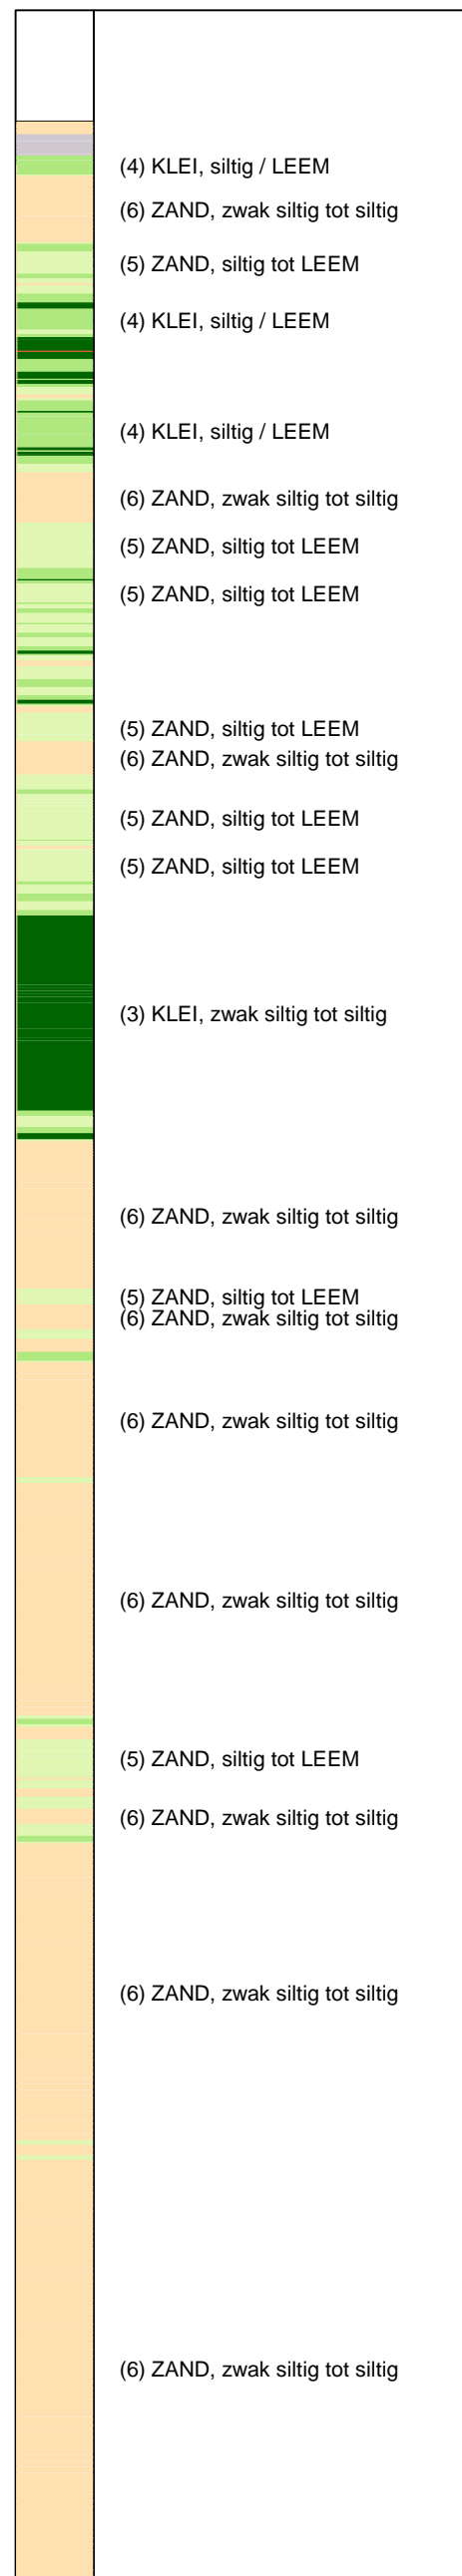 (4) KLEI, siltig / LEEM
(6) ZAND, zwak siltig tot siltig
(5) ZAND, siltig tot LEEM
(4) KLEI, siltig / LEEM
(4) KLEI, siltig / LEEM
(6) ZAND, zwak siltig tot siltig
(5) ZAND, siltig tot LEEM
(5) ZAND, siltig tot LEEM
(5) ZAND, siltig tot LEEM
(6) ZAND, zwak siltig tot siltig
(5) ZAND, siltig tot LEEM
(5) ZAND, siltig tot LEEM
(3) KLEI, zwak siltig tot siltig
(6) ZAND, zwak siltig tot siltig
(5) ZAND, siltig tot LEEM
(6) ZAND, zwak siltig tot siltig
(6) ZAND, zwak siltig tot siltig
(6) ZAND, zwak siltig tot siltig
(5) ZAND, siltig tot LEEM
(6) ZAND, zwak siltig tot siltig
(6) ZAND, zwak siltig tot siltig
(6) ZAND, zwak siltig tot siltig